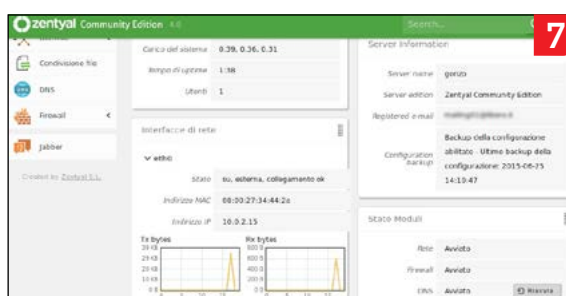 zentyal Community Edition 4.0
Search...
7
Condivisione file
DNS
Firewall
Jabber
Created by Zentyal S.L.
Carico del sistema 0.39, 0.36, 0.31
Tempo di uptime 1:38
Utenti 1
Interfacce di rete
eth0
Stato su, esterna, collegamento ok
Indirizzo MAC 08:00:27:34:44:2a
Indirizzo IP 10.0.2.15
Tx bytes
Rx bytes
Server Information
Server name gonzo
Server edition Zentyal Community Edition
Registered e-mail
Configuration backup
Backup della configurazione abilitato - Ultimo backup della configurazione: 2015-06-25 14:10:47
Stato Moduli
Rete Avviato
Firewall Avviato
DNS Avviato
Riavvia